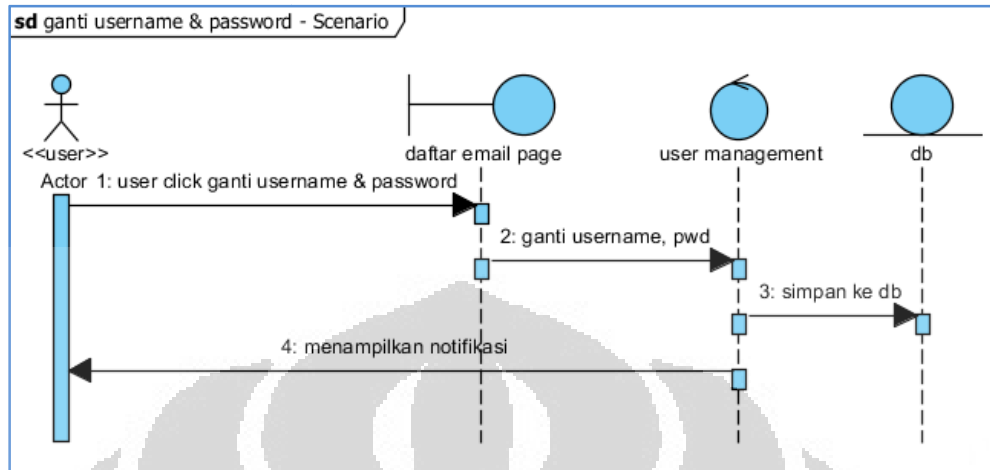 sd ganti username & password - Scenario
<<user>>
daftar email page
user management
db
Actor 1: user click ganti username & password
2: ganti username, pwd
3: simpan ke db
4: menampilkan notifikasi